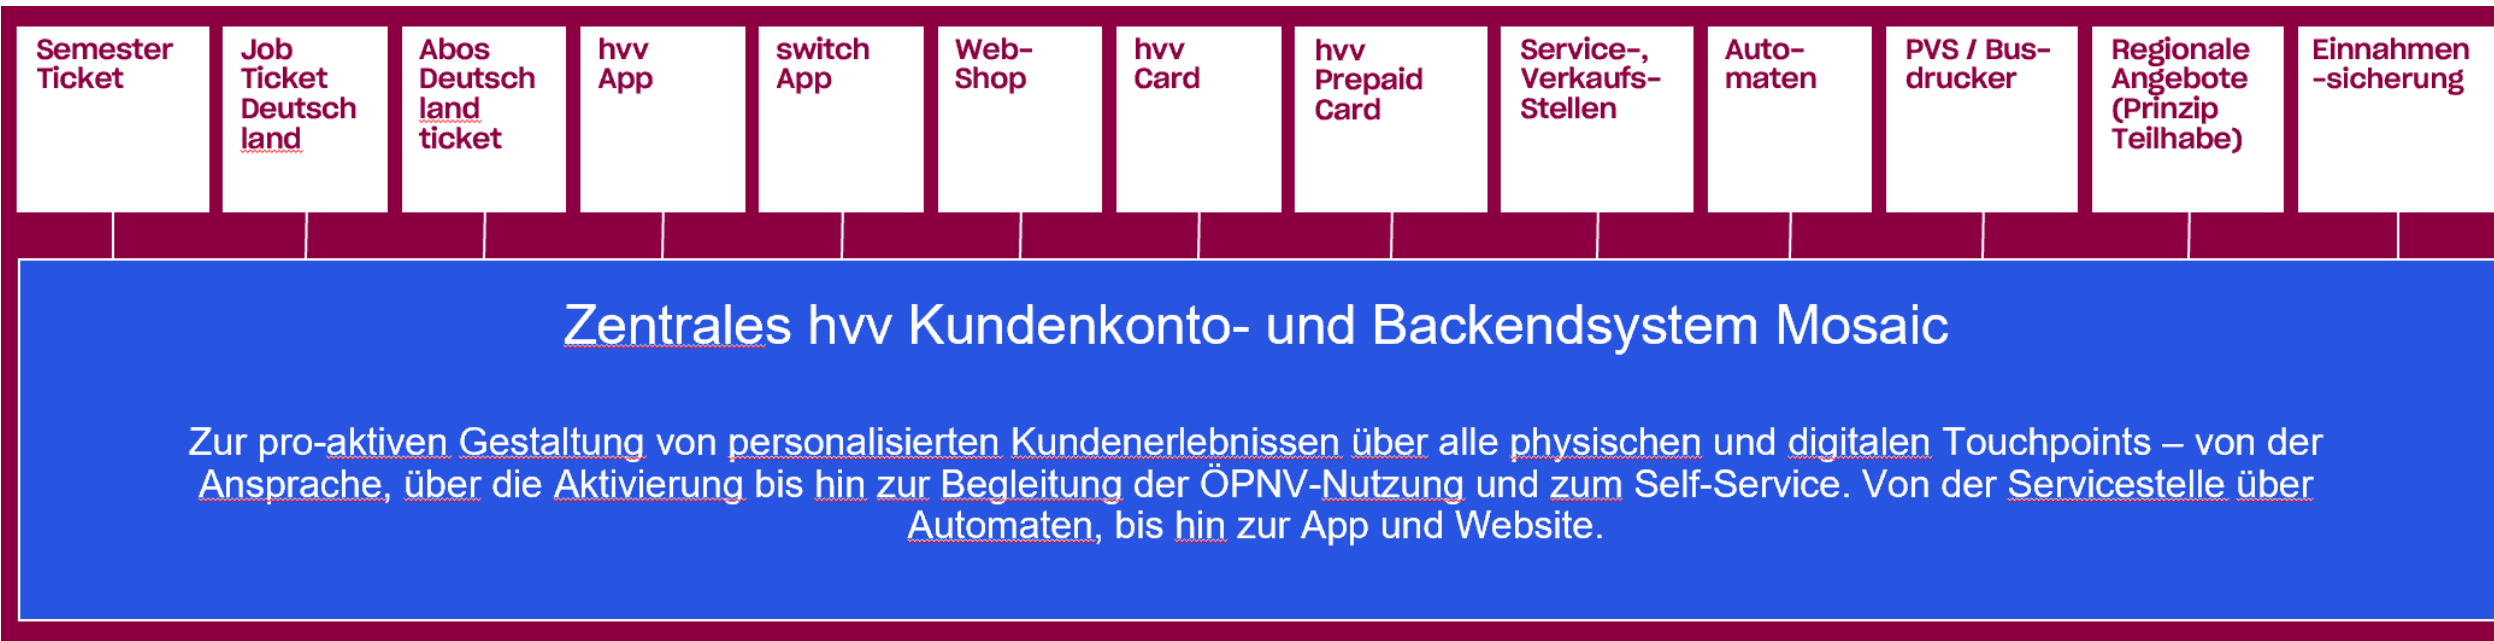 Semester
Ticket
Job
Ticket
Deutsch
land
Abos
Deutsch
land
ticket
hvv
App
switch
App
Web-
Shop
hvv
Card
hvv
Prepaid
Card
Service-,
Verkaufs-
Stellen
Auto-
maten
PVS / Bus-
drucker
Regionale
Angebote
(Prinzip
Teilhabe)
Einnahmen
-sicherung
Zentrales hvv Kundenkonto- und Backendsystem Mosaic
Zur pro-aktiven Gestaltung von personalisierten Kundenerlebnissen über alle physischen und digitalen Touchpoints – von der
Ansprache, über die Aktivierung bis hin zur Begleitung der ÖPNV-Nutzung und zum Self-Service. Von der Servicestelle über
Automaten, bis hin zur App und Website.